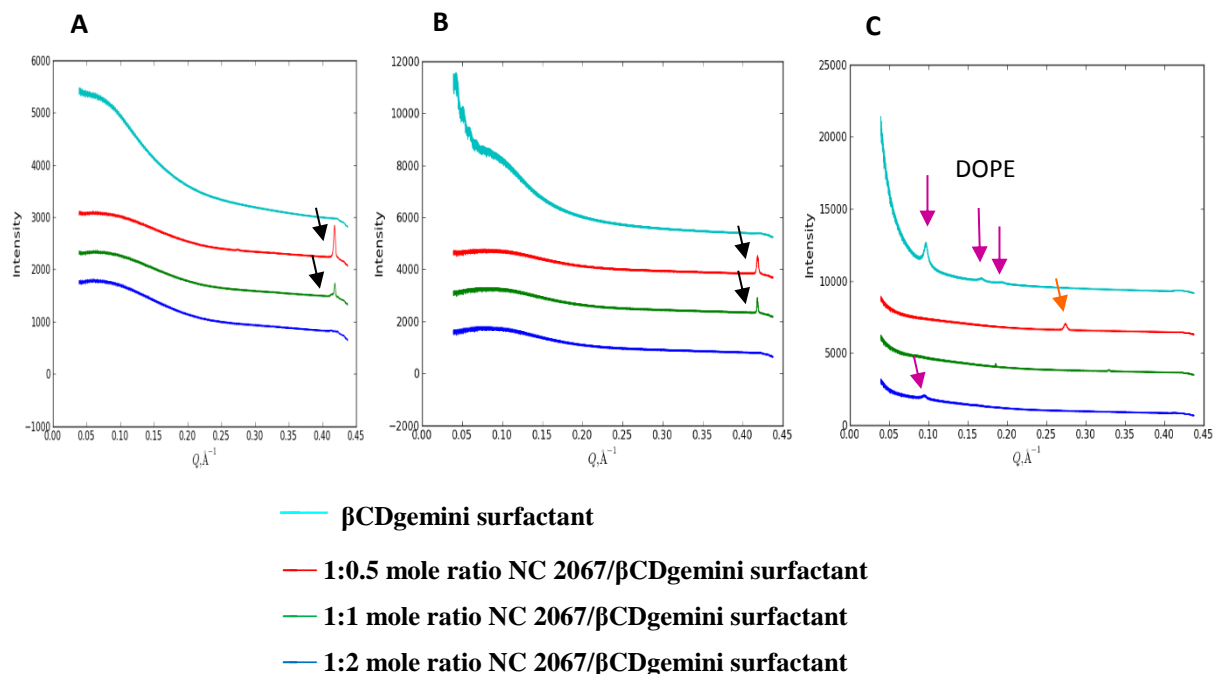 A
B
C
6000
5000
4000
3000
2000
1000
0
−1000
Intensity
0.00 0.05 0.10 0.15 0.20 0.25 0.30 0.35 0.40 0.45
Q,Å⁻¹
12000
10000
8000
6000
4000
2000
0
−2000
Intensity
0.00 0.05 0.10 0.15 0.20 0.25 0.30 0.35 0.40 0.45
Q,Å⁻¹
25000
20000
15000
10000
5000
0
Intensity
DOPE
0.00 0.05 0.10 0.15 0.20 0.25 0.30 0.35 0.40 0.45
Q,Å⁻¹
βCDgemini surfactant
1:0.5 mole ratio NC 2067/βCDgemini surfactant
1:1 mole ratio NC 2067/βCDgemini surfactant
1:2 mole ratio NC 2067/βCDgemini surfactant